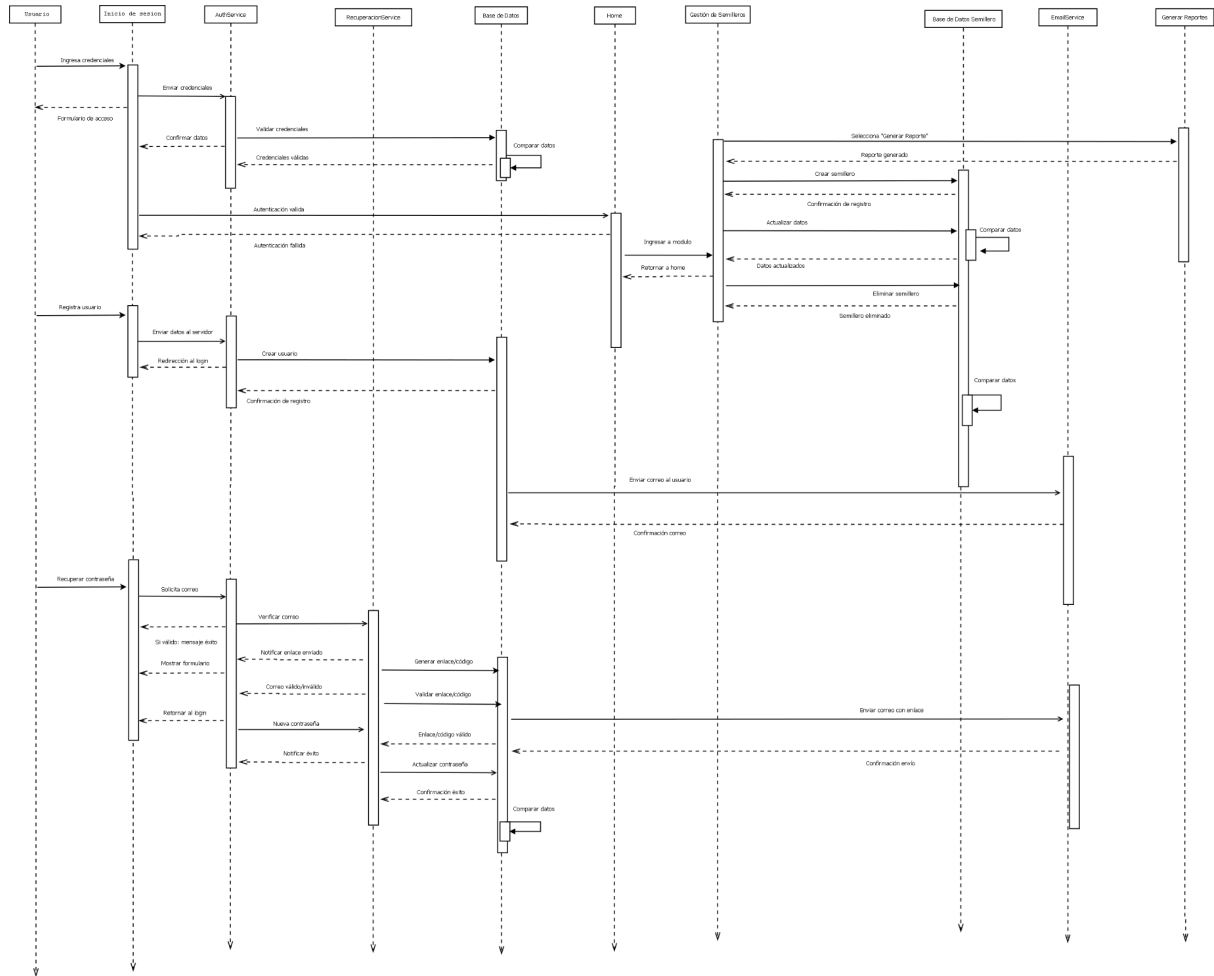 Usuario
Inicio de sesion
AuthService
RecuperacionService
Base de Datos
Home
Gestión de Semilleros
Base de Datos Semillero
EmailService
Generar Reportes
Ingresa credenciales
Enviar credenciales
Formulario de acceso
Validar credenciales
Confirmar datos
Comparar datos
Credenciales válidas
Selecciona "Generar Reporte"
Reporte generado
Crear semillero
Confirmación de registro
Autenticación valida
Actualizar datos
Comparar datos
Autenticación fallida
Ingresar a modulo
Retornar a home
Datos actualizados
Eliminar semillero
Semillero eliminado
Registra usuario
Enviar datos al servidor
Crear usuario
Redirección al login
Confirmación de registro
Comparar datos
Enviar correo al usuario
Confirmación correo
Recuperar contraseña
Solicita correo
Verificar correo
Si válido: mensaje éxito
Notificar enlace enviado
Mostrar formulario
Generar enlace/código
Correo válido/inválido
Validar enlace/código
Retornar al login
Nueva contraseña
Enviar correo con enlace
Enlace/código válido
Notificar éxito
Actualizar contraseña
Confirmación envío
Confirmación éxito
Comparar datos